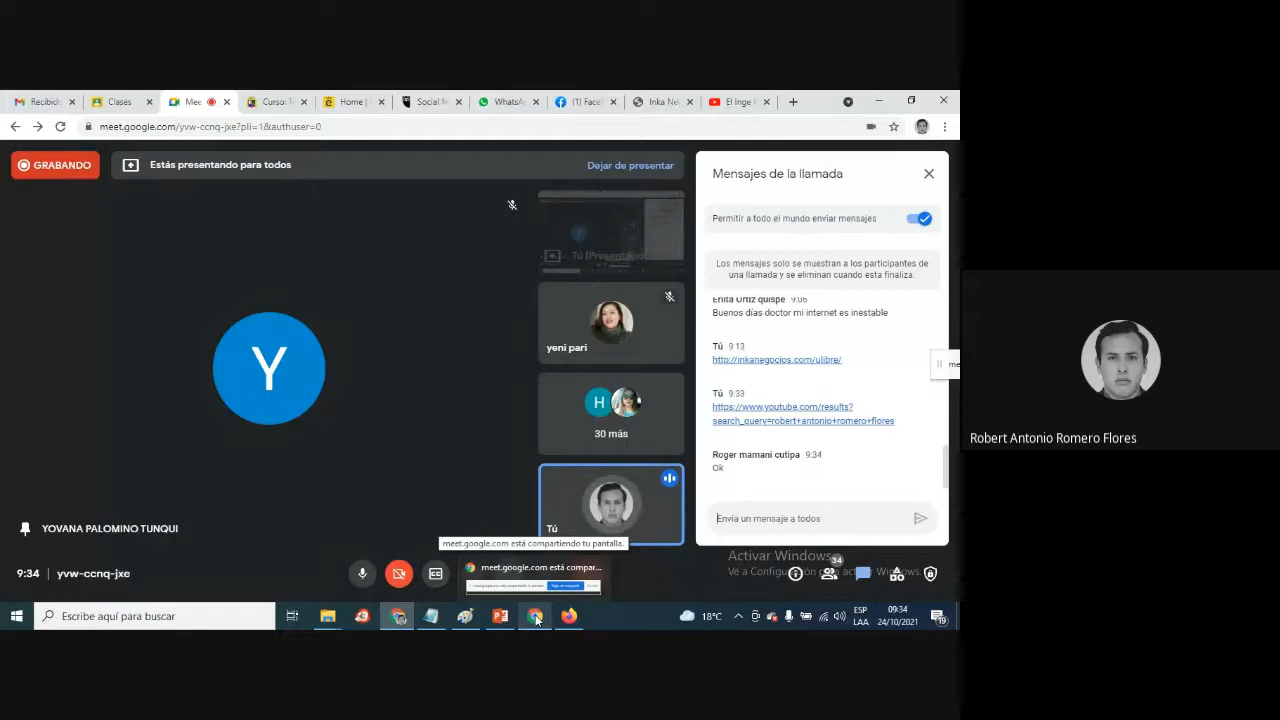 Recibido
Clases
Mee
Curso: T
Home |
Social M
WhatsA
(1) Face
Inka Ne
El Inge
meet.google.com/yvw-ccnq-jxe?pli=1&authuser=0
GRABANDO
Estás presentando para todos
Dejar de presentar
Tú (Presentación
yeni pari
H
30 más
Tú
Y
YOVANA PALOMINO TUNQUI
Mensajes de la llamada
Permitir a todo el mundo enviar mensajes
Los mensajes solo se muestran a los participantes de
una llamada y se eliminan cuando esta finaliza.
Erlita Ortiz quispe 9:06
Buenos días doctor mi internet es inestable
Tú 9:13
http://inkanegocios.com/ulibre/
Tú 9:33
https://www.youtube.com/results?
search_query=robert+antonio+romero+flores
Roger mamani cutipa 9:34
Ok
Envía un mensaje a todos
me
Activar Windows
Ve a Configuración para activar Windows.
34
meet.google.com está compartiendo tu pantalla.
meet.google.com está compar...
9:34
yvw-ccnq-jxe
Escribe aquí para buscar
18°C
ESP
LAA
09:34
24/10/2021
19
Robert Antonio Romero Flores